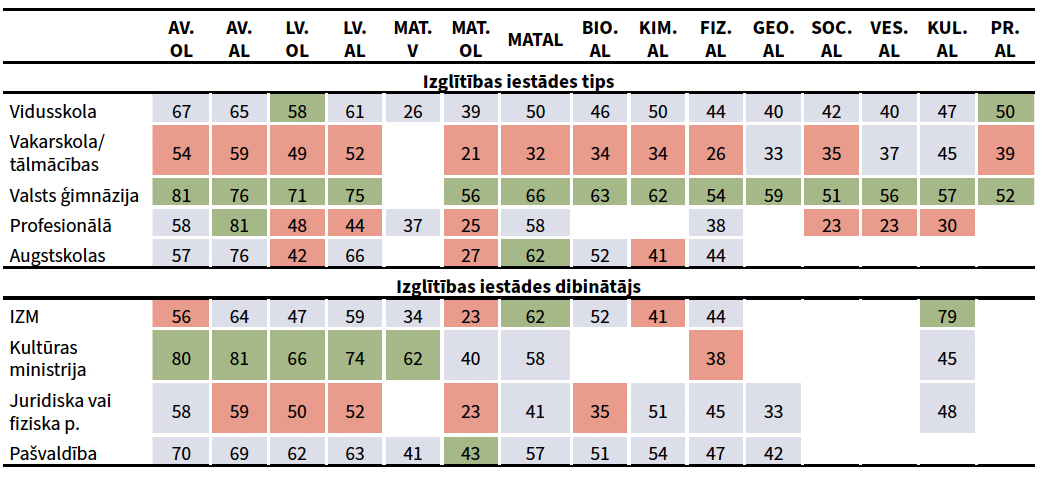 AV. AV. LV. LV. MAT. MAT. MATAL BIO. KIM. FIZ. GEO. SOC. VES. KUL. PR.
OL AL OL AL V OL AL AL AL AL AL AL AL AL
Izglītības iestādes tips
Vidusskola 67 65 58 61 26 39 50 46 50 44 40 42 40 47 50
Vakarskola/
tālmācības 54 59 49 52 21 32 34 34 26 33 35 37 45 39
Valsts ģimnāzija 81 76 71 75 56 66 63 62 54 59 51 56 57 52
Profesionālā 58 81 48 44 37 25 58 38 23 23 30
Augstskolas 57 76 42 66 27 62 52 41 44
Izglītības iestādes dibinātājs
IZM 56 64 47 59 34 23 62 52 41 44 79
Kultūras
ministrija 80 81 66 74 62 40 58 38 45
Juridiska vai
fiziska p. 58 59 50 52 23 41 35 51 45 33 48
Pašvaldība 70 69 62 63 41 43 57 51 54 47 42